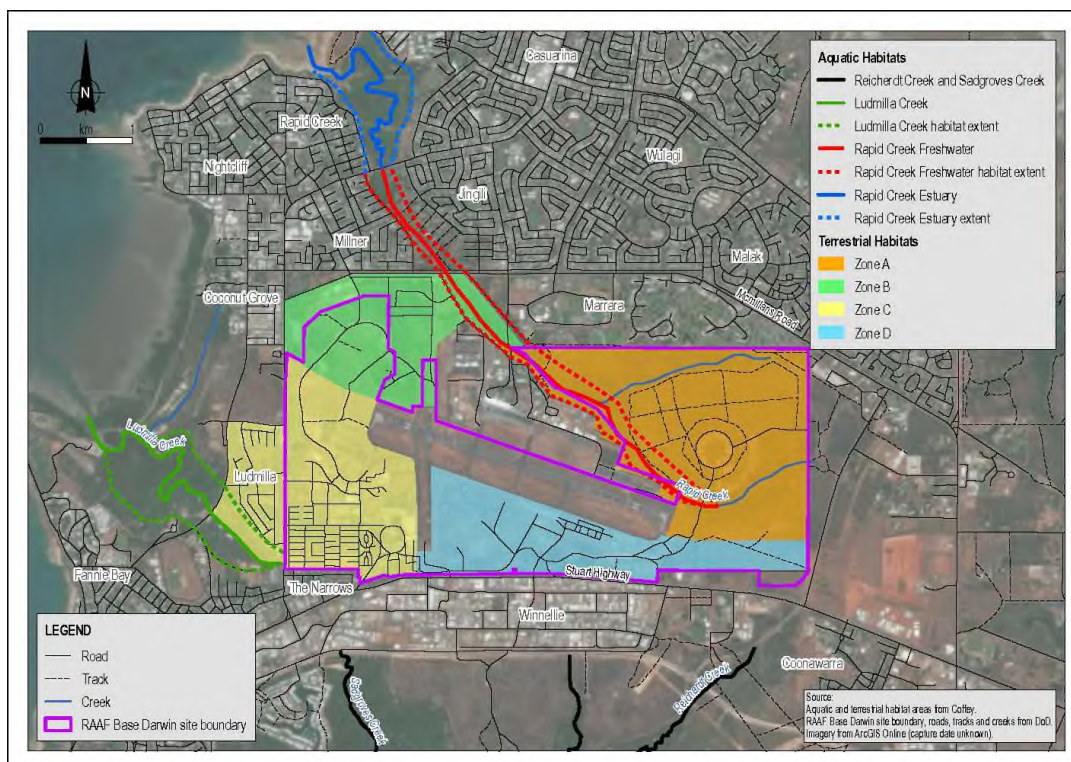 Casuarina
Rapid Creek
Nightcliff
Wulagi
Jingili
Millner
Malak
Coconut Grove
Marrara
Mcmillans Road
Ludmilla Creek
Ludmilla
Rapid Creek
Fannie Bay
The Narrows
Stuart Highway
Winnellie
Coonawarra
Sadgroves Creek
Reichardt Creek
N
0 km 1
Aquatic Habitats
Reicherdt Creek and Sadgroves Creek
Ludmilla Creek
Ludmilla Creek habitat extent
Rapid Creek Freshwater
Rapid Creek Freshwater habitat extent
Rapid Creek Estuary
Rapid Creek Estuary extent
Terrestrial Habitats
Zone A
Zone B
Zone C
Zone D
LEGEND
Road
Track
Creek
RAAF Base Darwin site boundary
Source:
Aquatic and terrestrial habitat areas from Coffey.
RAAF Base Darwin site boundary, roads, tracks and creeks from DoD.
Imagery from ArcGIS Online (capture date unknown).